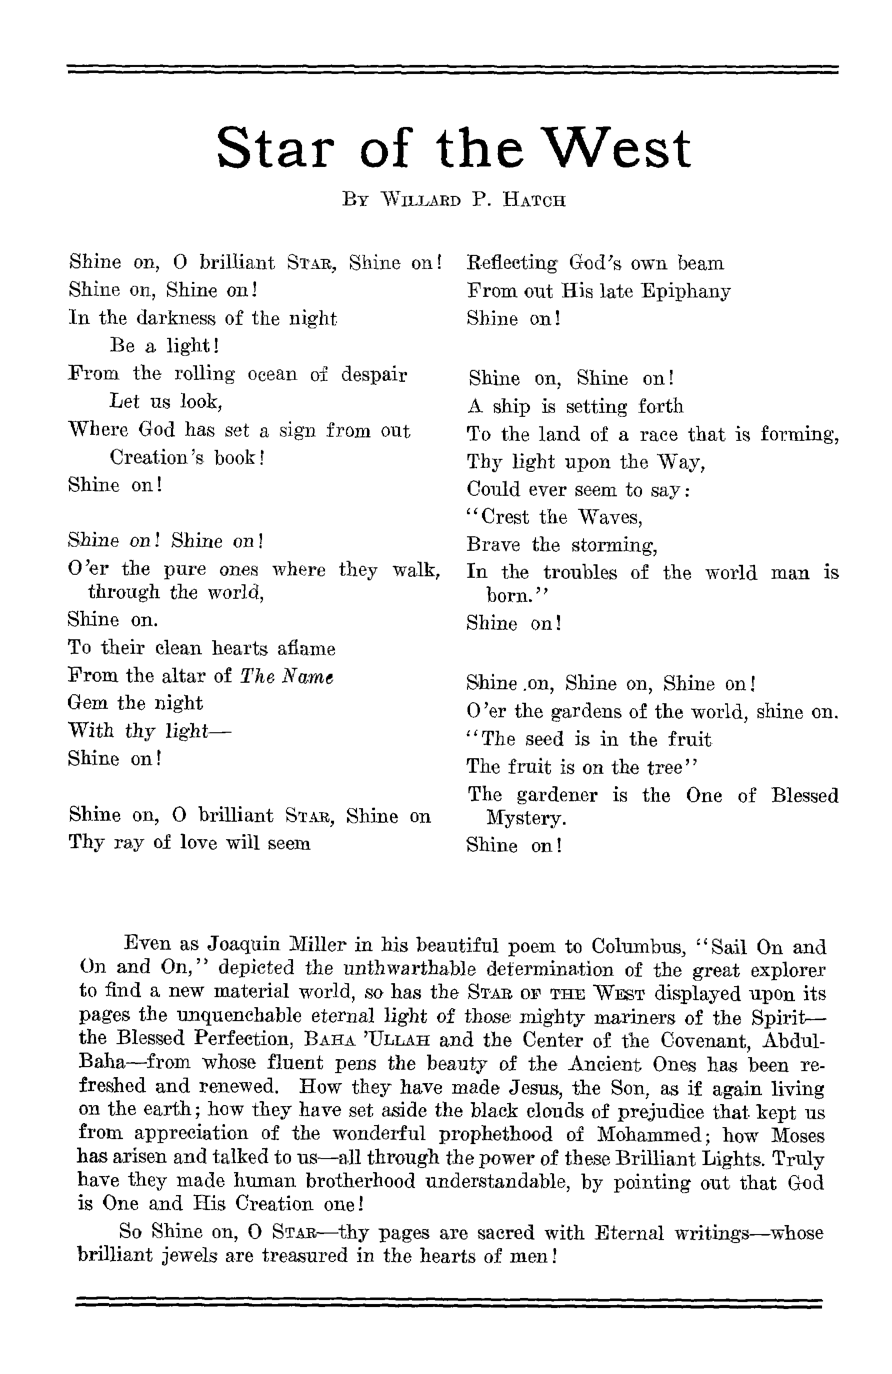 Star of the West
By Willard P. Hatch
Shine on, O brilliant Star, Shine on!
Shine on, Shine on!
In the darkness of the night
Be a light!
From the rolling ocean of despair
Let us look,
Where God has set a sign from out
Creation's book!
Shine on!
Shine on! Shine on!
O'er the pure ones where they walk,
through the world,
Shine on.
To their clean hearts aflame
From the altar of The Name
Gem the night
With thy light—
Shine on!
Shine on, O brilliant Star, Shine on
Thy ray of love will seem
Reflecting God's own beam
From out His late Epiphany
Shine on!
Shine on, Shine on!
A ship is setting forth
To the land of a race that is forming,
Thy light upon the Way,
Could ever seem to say:
"Crest the Waves,
Brave the storming,
In the troubles of the world man is
born."
Shine on!
Shine on, Shine on, Shine on!
O'er the gardens of the world, shine on.
"The seed is in the fruit
The fruit is on the tree"
The gardener is the One of Blessed
Mystery.
Shine on!
Even as Joaquin Miller in his beautiful poem to Columbus, "Sail On and
On and On," depicted the unthwarthable determination of the great explorer
to find a new material world, so has the Star of the West displayed upon its
pages the unquenchable eternal light of those mighty mariners of the Spirit—
the Blessed Perfection, Baha 'Ullah and the Center of the Covenant, Abdul-
Baha—from whose fluent pens the beauty of the Ancient Ones has been re-
freshed and renewed. How they have made Jesus, the Son, as if again living
on the earth; how they have set aside the black clouds of prejudice that kept us
from appreciation of the wonderful prophethood of Mohammed; how Moses
has arisen and talked to us—all through the power of these Brilliant Lights. Truly
have they made human brotherhood understandable, by pointing out that God
is One and His Creation one!
So Shine on, O Star—thy pages are sacred with Eternal writings—whose
brilliant jewels are treasured in the hearts of men!